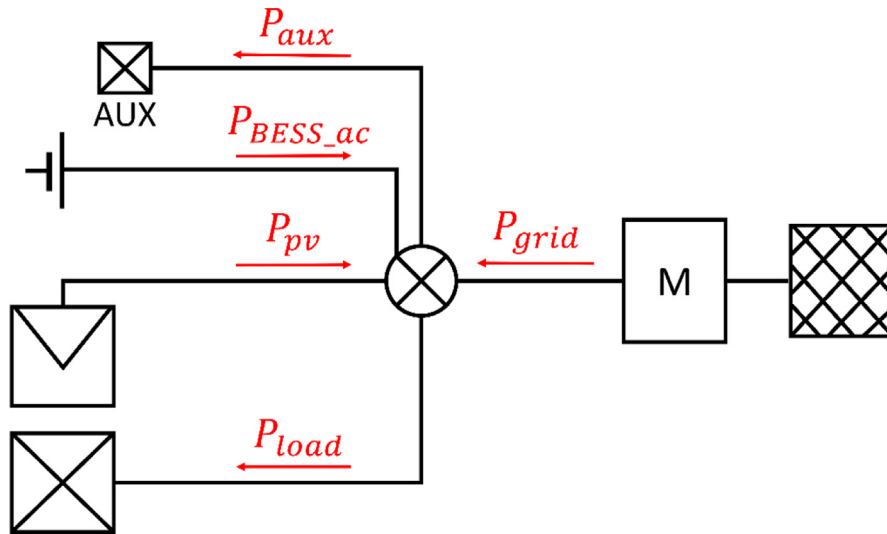 P_aux
AUX
P_BESS_ac
P_pv
P_grid
M
P_load